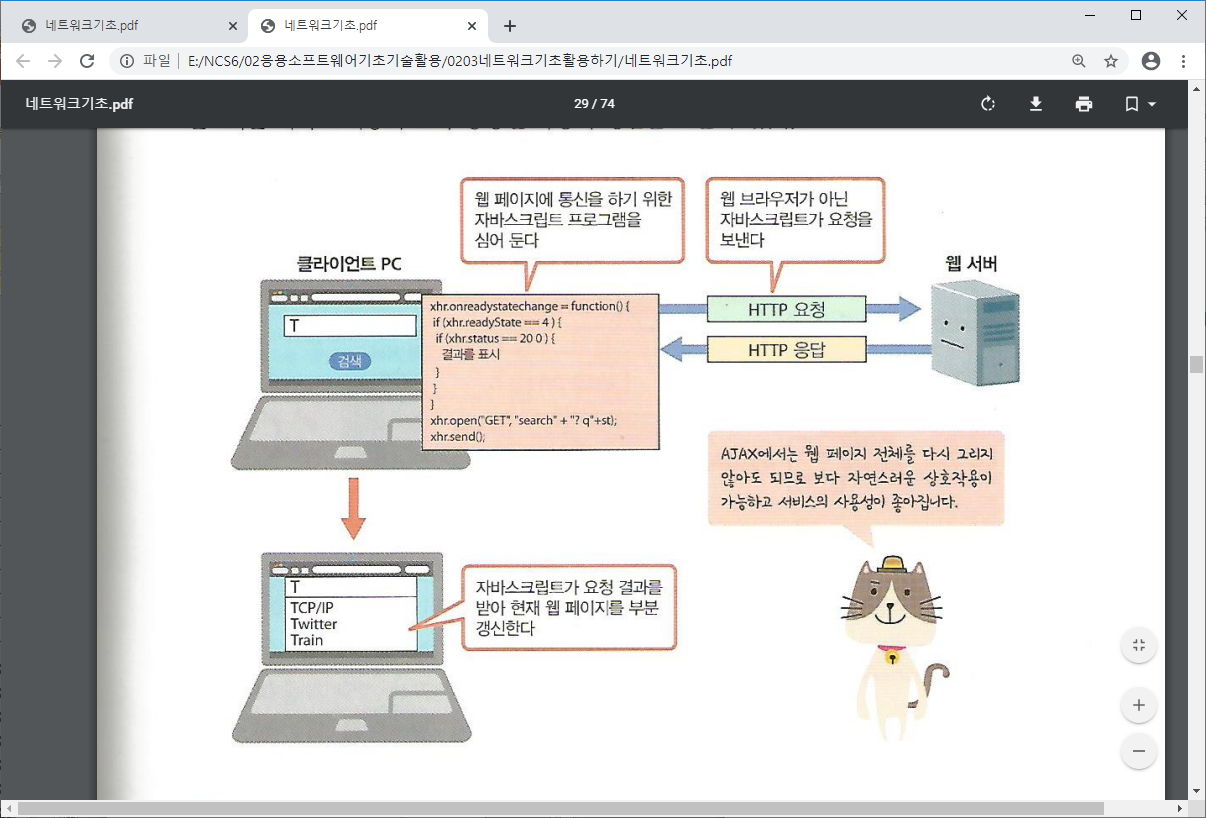 네트워크기초.pdf
네트워크기초.pdf
파일
E:/NCS6/02응용소프트웨어기초기술활용/0203네트워크기초활용하기/네트워크기초.pdf
네트워크기초.pdf
29 / 74
웹 페이지에 통신을 하기 위한
자바스크립트 프로그램을
심어 둔다
웹 브라우저가 아닌
자바스크립트가 요청을
보낸다
클라이언트 PC
웹 서버
T
검색
xhr.onreadystatechange = function() {
if (xhr.readyState == 4 ) {
if (xhr.status == 20 0 ) {
결과를 표시
}
}
}
xhr.open("GET", "search" + "? q"+st);
xhr.send();
HTTP 요청
HTTP 응답
AJAX에서는 웹 페이지 전체를 다시 그리지
않아도 되므로 보다 자연스러운 상호작용이
가능하고 서비스의 사용성이 좋아집니다.
T
TCP/IP
Twitter
Train
자바스크립트가 요청 결과를
받아 현재 웹 페이지를 부분
갱신한다